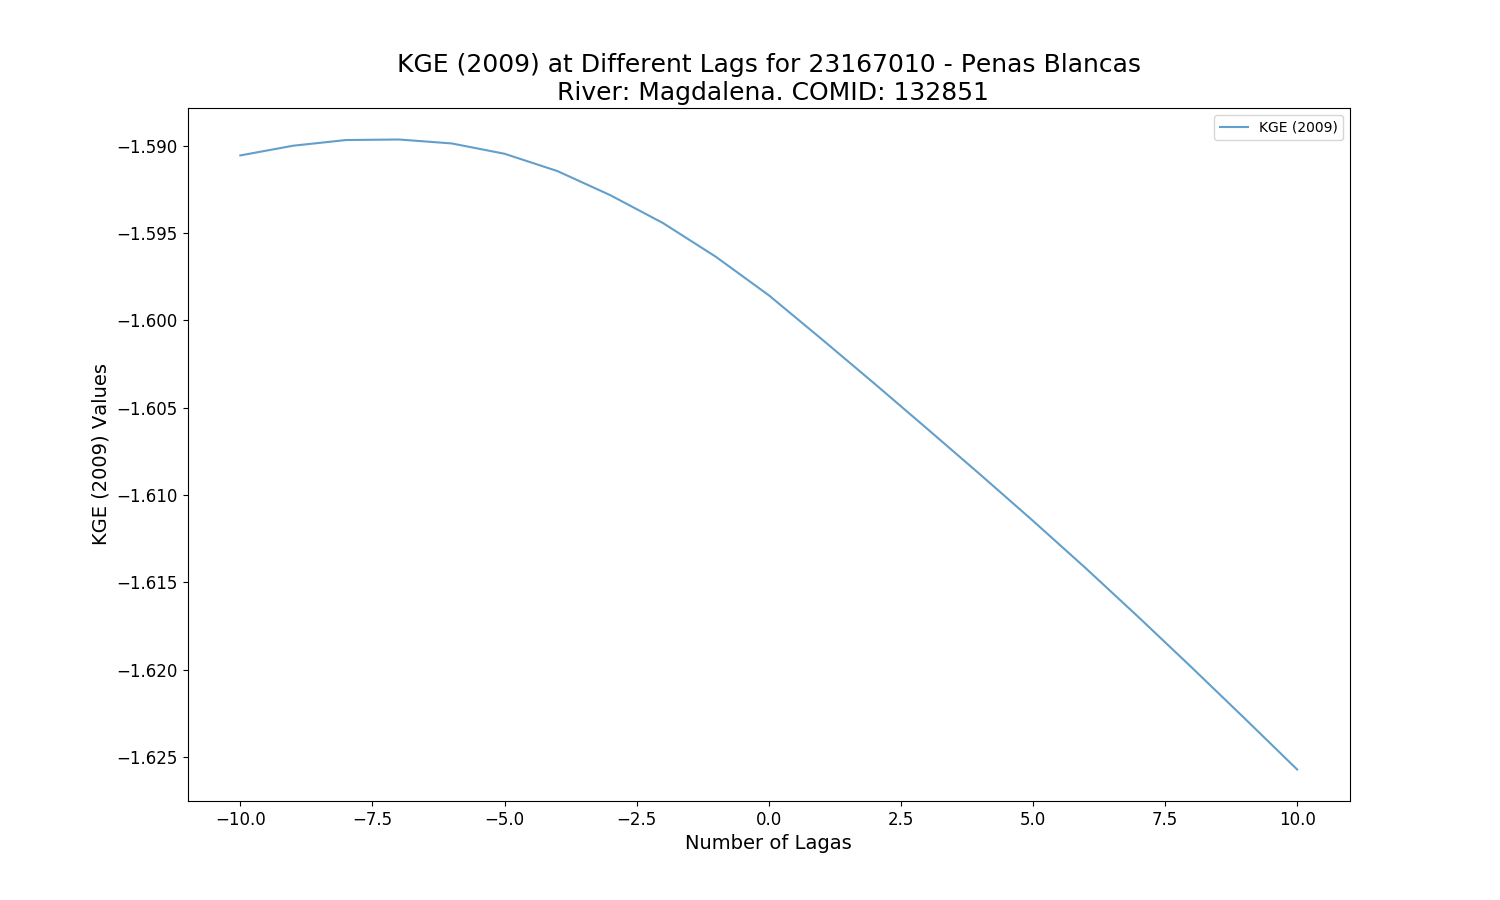 KGE (2009) at Different Lags for 23167010 - Penas Blancas
River: Magdalena. COMID: 132851
KGE (2009)
−1.590
−1.595
−1.600
−1.605
−1.610
−1.615
−1.620
−1.625
KGE (2009) Values
−10.0 −7.5 −5.0 −2.5 0.0 2.5 5.0 7.5 10.0
Number of Lagas